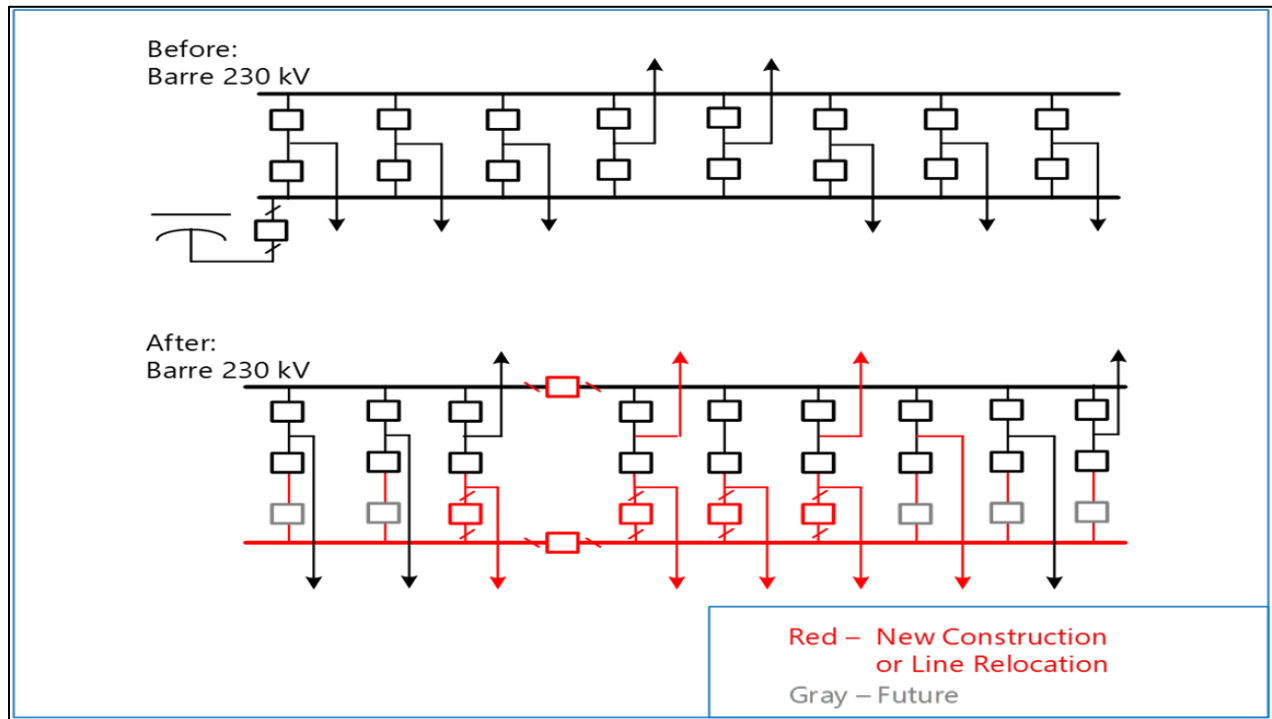 Before:
Barre 230 kV
After:
Barre 230 kV
Red – New Construction
or Line Relocation
Gray – Future